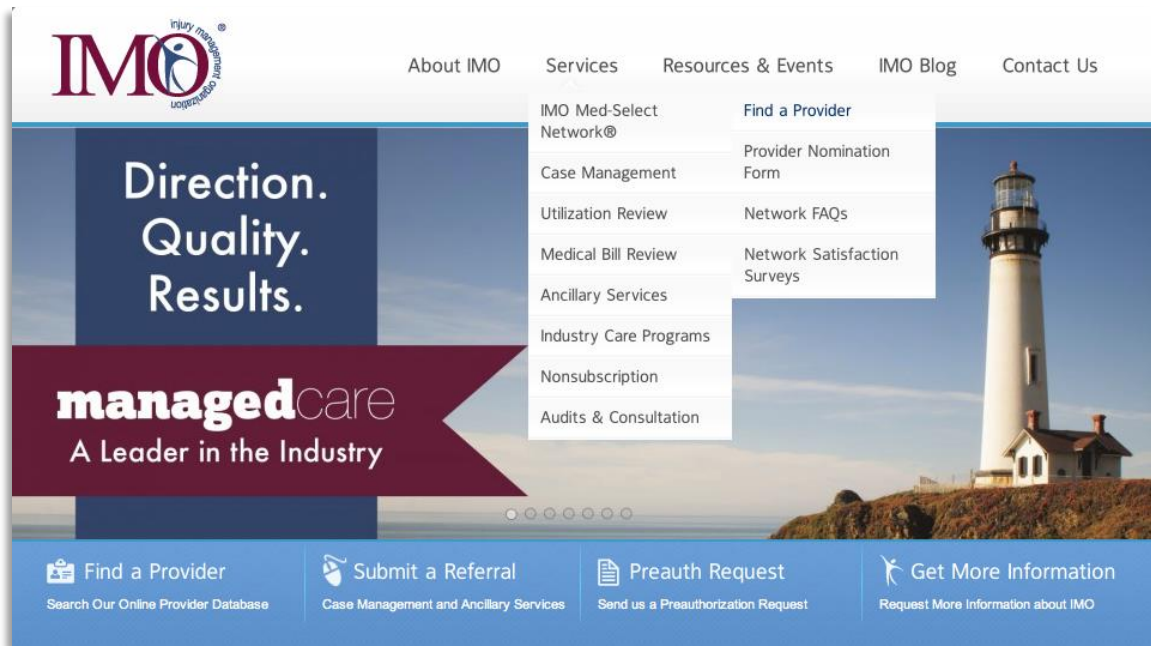 injury management organization
®
IMO
About IMO
Services
Resources & Events
IMO Blog
Contact Us
IMO Med-Select
Network®
Case Management
Utilization Review
Medical Bill Review
Ancillary Services
Industry Care Programs
Nonsubscription
Audits & Consultation
Find a Provider
Provider Nomination
Form
Network FAQs
Network Satisfaction
Surveys
Direction.
Quality.
Results.
managedcare
A Leader in the Industry
Find a Provider
Search Our Online Provider Database
Submit a Referral
Case Management and Ancillary Services
Preauth Request
Send us a Preauthorization Request
Get More Information
Request More Information about IMO